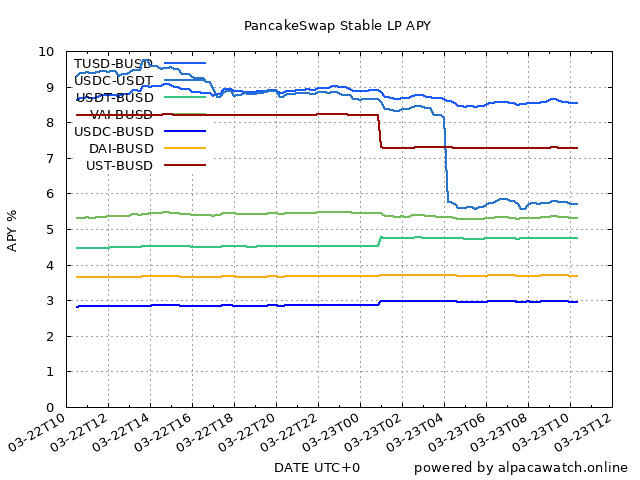 PancakeSwap Stable LP APY
TUSD-BUSD
USDC-USDT
USDT-BUSD
VAI-BUSD
USDC-BUSD
DAI-BUSD
UST-BUSD
APY %
10
9
8
7
6
5
4
3
2
1
0
03-22T10
03-22T12
03-22T14
03-22T16
03-22T18
03-22T20
03-22T22
03-23T00
03-23T02
03-23T04
03-23T06
03-23T08
03-23T10
03-23T12
DATE UTC+0
powered by alpacawatch.online